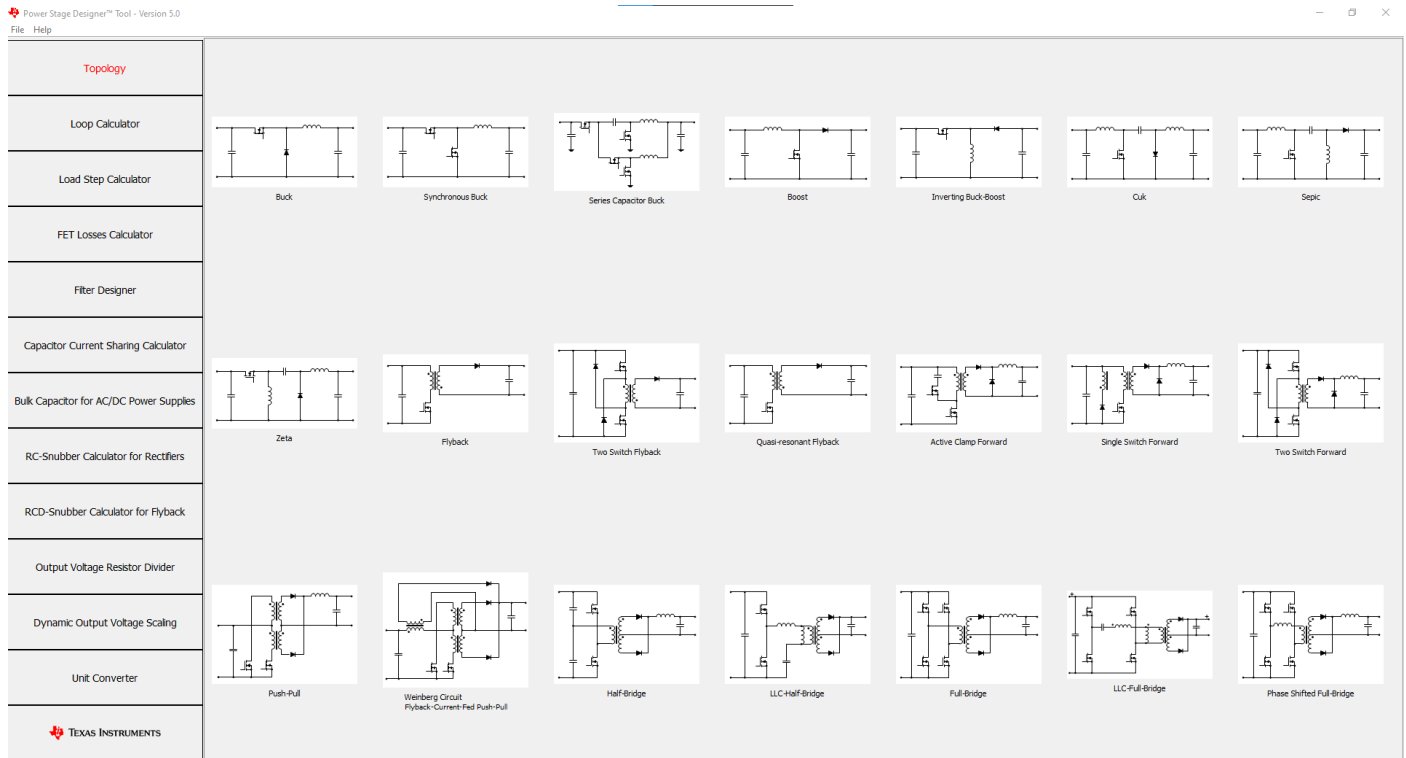 Power Stage Designer™ Tool - Version 5.0
File Help
Topology
Loop Calculator
Load Step Calculator
FET Losses Calculator
Filter Designer
Capacitor Current Sharing Calculator
Bulk Capacitor for AC/DC Power Supplies
RC-Snubber Calculator for Rectifiers
RCD-Snubber Calculator for Flyback
Output Voltage Resistor Divider
Dynamic Output Voltage Scaling
Unit Converter
TEXAS INSTRUMENTS
Buck
Synchronous Buck
Series Capacitor Buck
Boost
Inverting Buck-Boost
Cuk
Sepic
Zeta
Flyback
Two Switch Flyback
Quasi-resonant Flyback
Active Clamp Forward
Single Switch Forward
Two Switch Forward
Push-Pull
Weinberg Circuit
Flyback-Current-Fed Push-Pull
Half-Bridge
LLC-Half-Bridge
Full-Bridge
LLC-Full-Bridge
Phase Shifted Full-Bridge